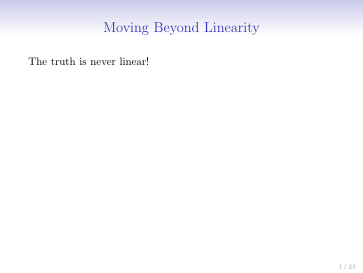 Moving Beyond Linearity
The truth is never linear!
1 / 23